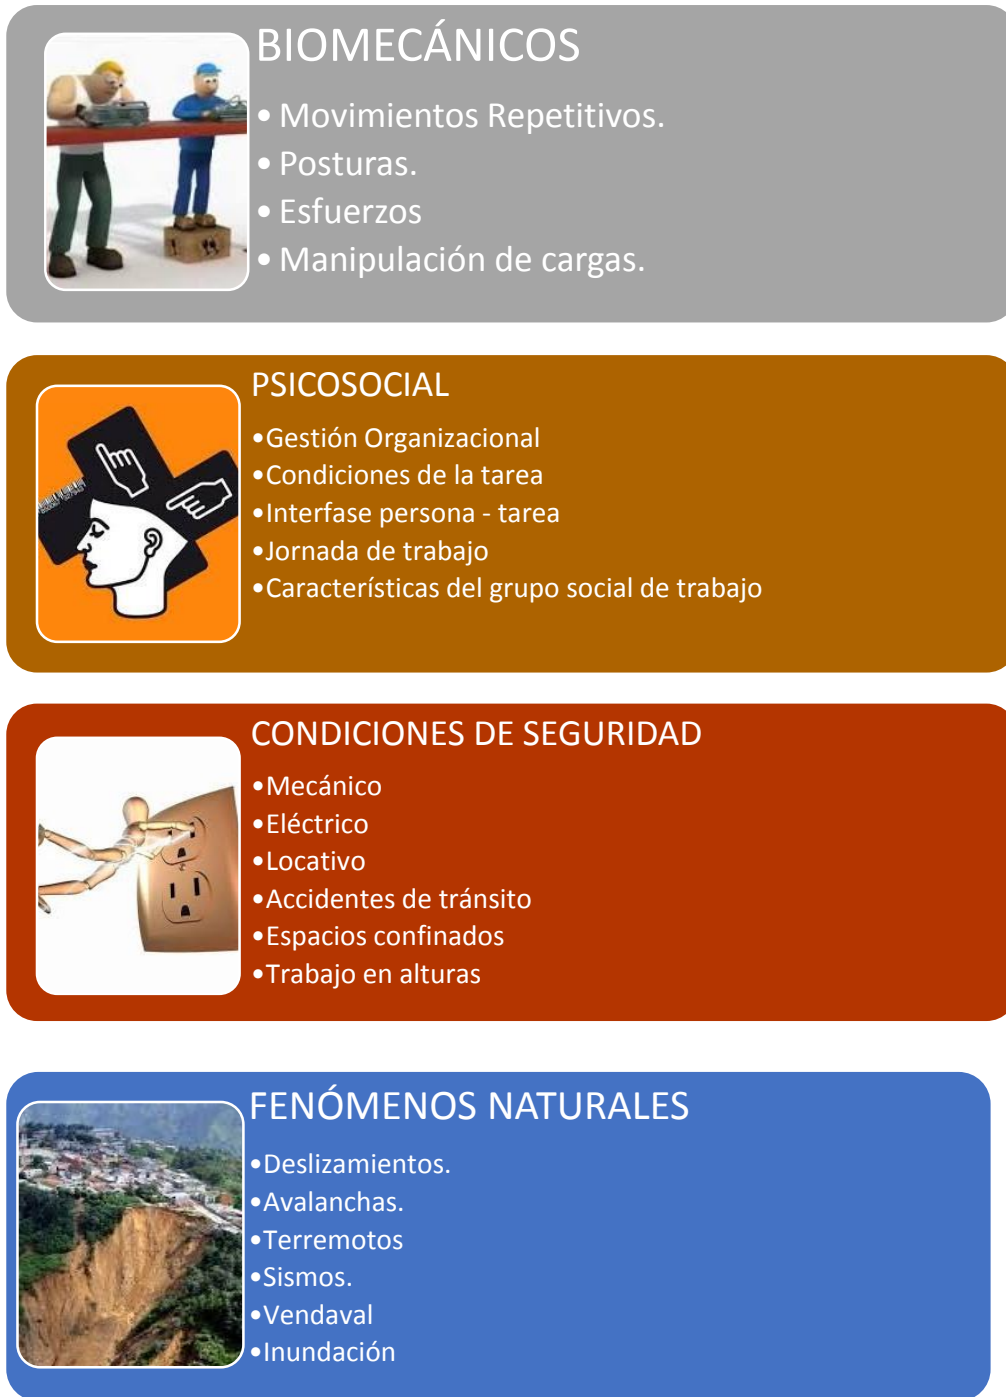 BIOMECÁNICOS
• Movimientos Repetitivos.
• Posturas.
• Esfuerzos
• Manipulación de cargas.
PSICOSOCIAL
•Gestión Organizacional
•Condiciones de la tarea
•Interfase persona - tarea
•Jornada de trabajo
•Característícas del grupo social de trabajo
CONDICIONES DE SEGURIDAD
•Mecánico
•Eléctrico
•Locativo
•Accidentes de tránsito
•Espacios confinados
•Trabajo en alturas
FENÓMENOS NATURALES
•Deslizamientos.
•Avalanchas.
•Terremotos
•Sismos.
•Vendaval
•Inundación